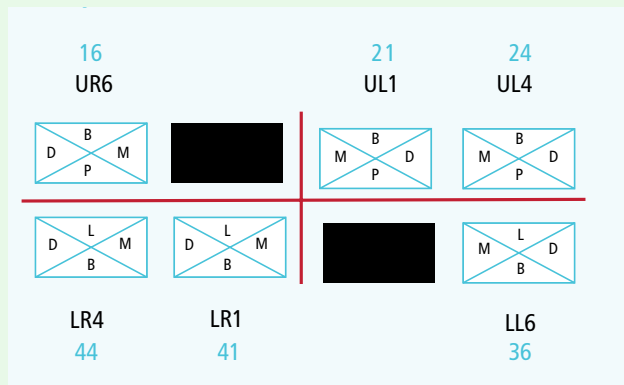 16 21 24
UR6 UL1 UL4
B B B
D M M D M D
P P P
L L L
D M D M M D
B B B
LR4 LR1 LL6
44 41 36